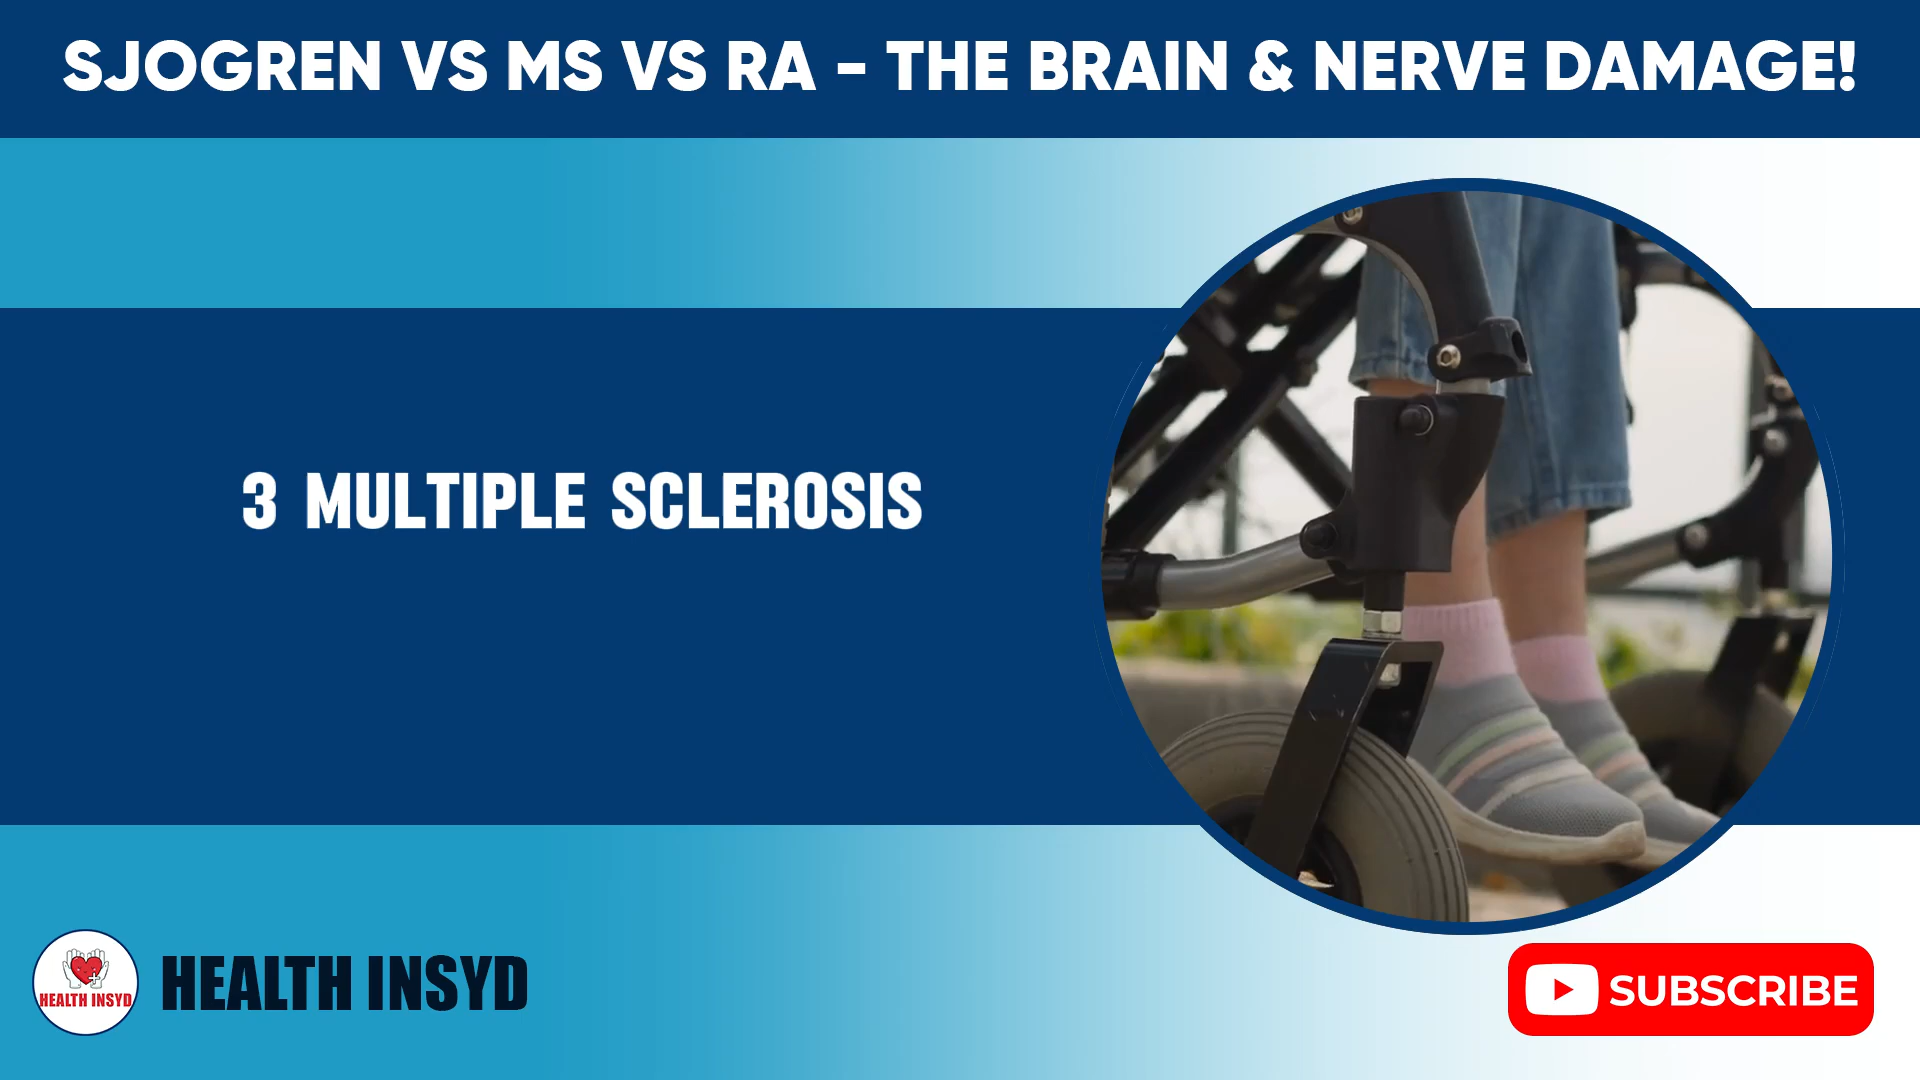 SJOGREN VS MS VS RA – THE BRAIN & NERVE DAMAGE!
3 MULTIPLE SCLEROSIS
HEALTH INSYD
HEALTH INSYD
SUBSCRIBE